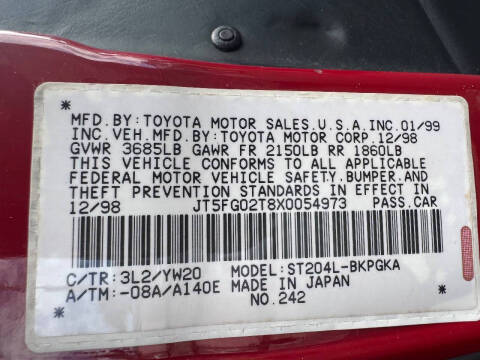 *
MFD.BY:TOYOTA MOTOR SALES,U.S.A,INC.01/99
INC.VEH.MFD.BY:TOYOTA MOTOR CORP.12/98
GVWR 3685LB GAWR FR 2150LB RR 1860LB
THIS VEHICLE CONFORMS TO ALL APPLICABLE
FEDERAL MOTOR VEHICLE SAFETY,BUMPER,AND
THEFT PREVENTION STANDARDS IN EFFECT IN
12/98 JT5FG02T8X0054973 PASS.CAR
C/TR:3L2/YW20 MODEL:ST204L-BKPGKA
A/TM:-08A/A140E MADE IN JAPAN
* NO.242 *